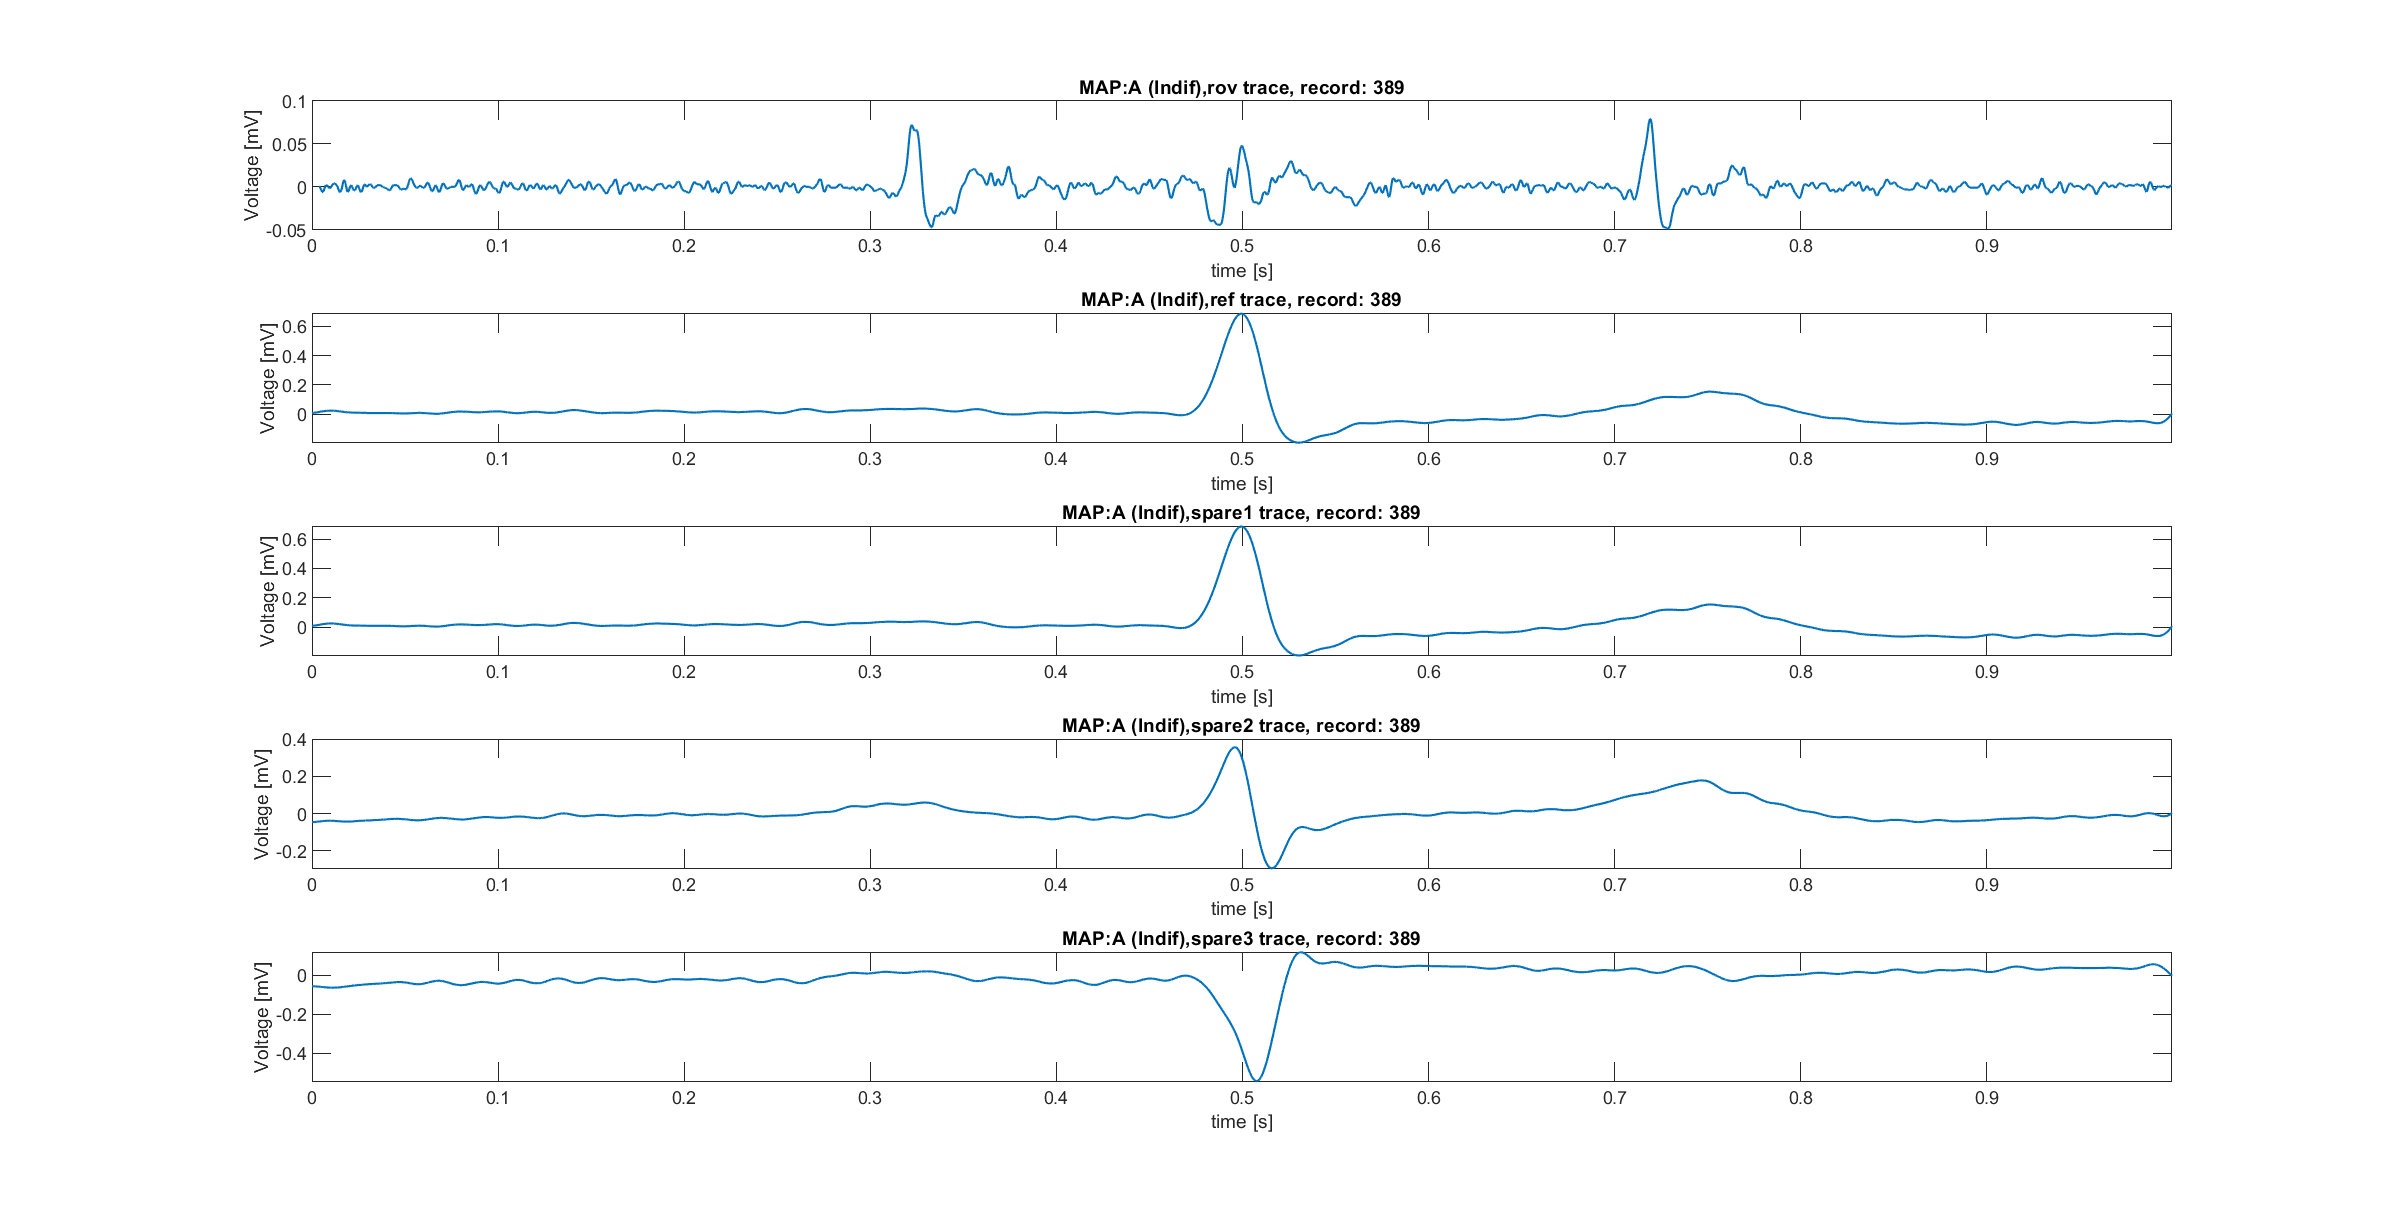 MAP:A (Indif),rov trace, record: 389
Voltage [mV]
0.1
0.05
0
-0.05
0 0.1 0.2 0.3 0.4 0.5 0.6 0.7 0.8 0.9
time [s]
MAP:A (Indif),ref trace, record: 389
Voltage [mV]
0.6
0.4
0.2
0
0 0.1 0.2 0.3 0.4 0.5 0.6 0.7 0.8 0.9
time [s]
MAP:A (Indif),spare1 trace, record: 389
Voltage [mV]
0.6
0.4
0.2
0
0 0.1 0.2 0.3 0.4 0.5 0.6 0.7 0.8 0.9
time [s]
MAP:A (Indif),spare2 trace, record: 389
Voltage [mV]
0.4
0.2
0
-0.2
0 0.1 0.2 0.3 0.4 0.5 0.6 0.7 0.8 0.9
time [s]
MAP:A (Indif),spare3 trace, record: 389
Voltage [mV]
0
-0.2
-0.4
0 0.1 0.2 0.3 0.4 0.5 0.6 0.7 0.8 0.9
time [s]